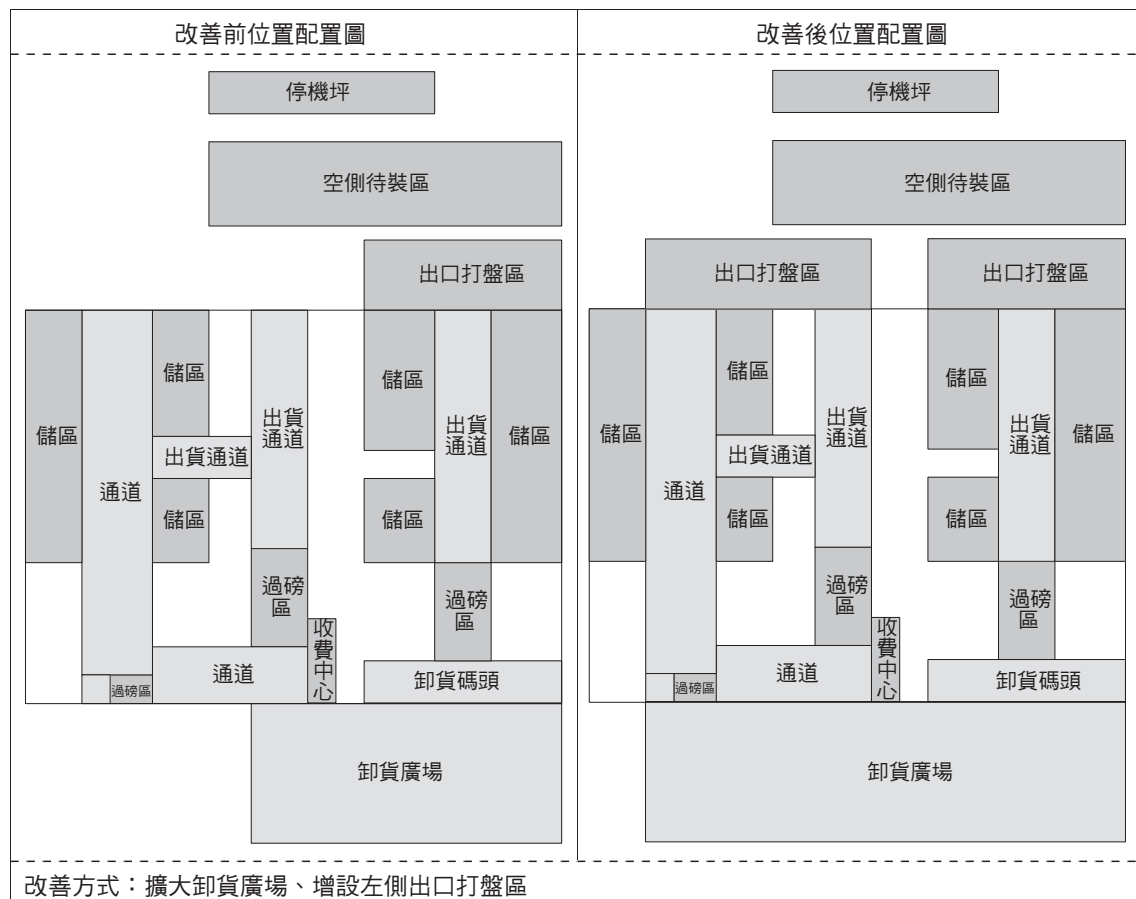 改善前位置配置圖
停機坪
空側待裝區
出口打盤區
儲區
通道
儲區
出貨通道
儲區
出貨
通道
過磅
區
收費中心
儲區
儲區
出貨
通道
儲區
過磅
區
通道
過磅區
卸貨碼頭
卸貨廣場
改善後位置配置圖
停機坪
空側待裝區
出口打盤區
出口打盤區
儲區
通道
儲區
出貨通道
儲區
出貨
通道
過磅
區
收費中心
儲區
儲區
出貨
通道
儲區
過磅
區
通道
過磅區
卸貨碼頭
卸貨廣場
改善方式：擴大卸貨廣場、增設左側出口打盤區